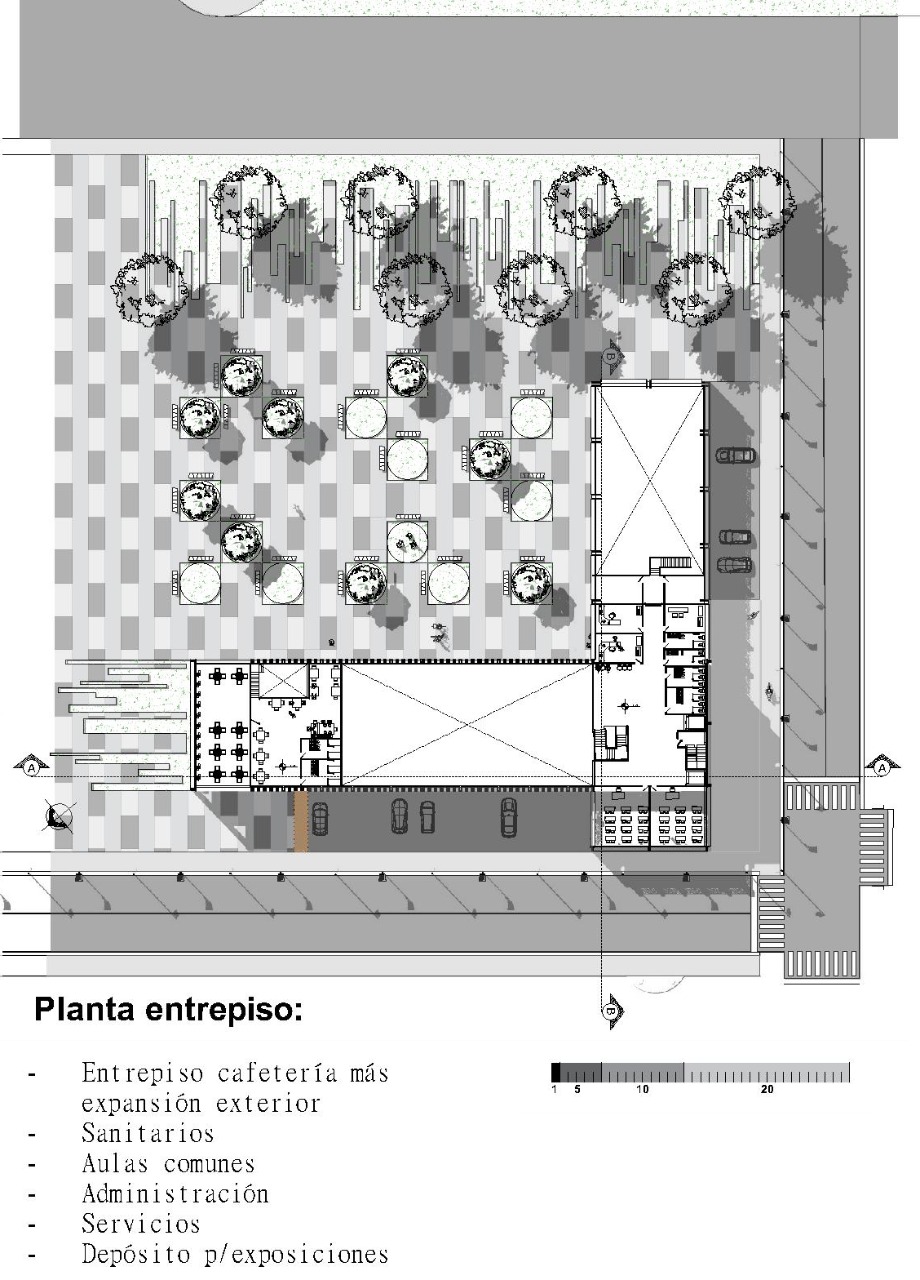 B
A
A
B
Planta entrepiso:
1 5 10 20
- Entrepiso cafetería más
expansión exterior
- Sanitarios
- Aulas comunes
- Administración
- Servicios
- Depósito p/exposiciones